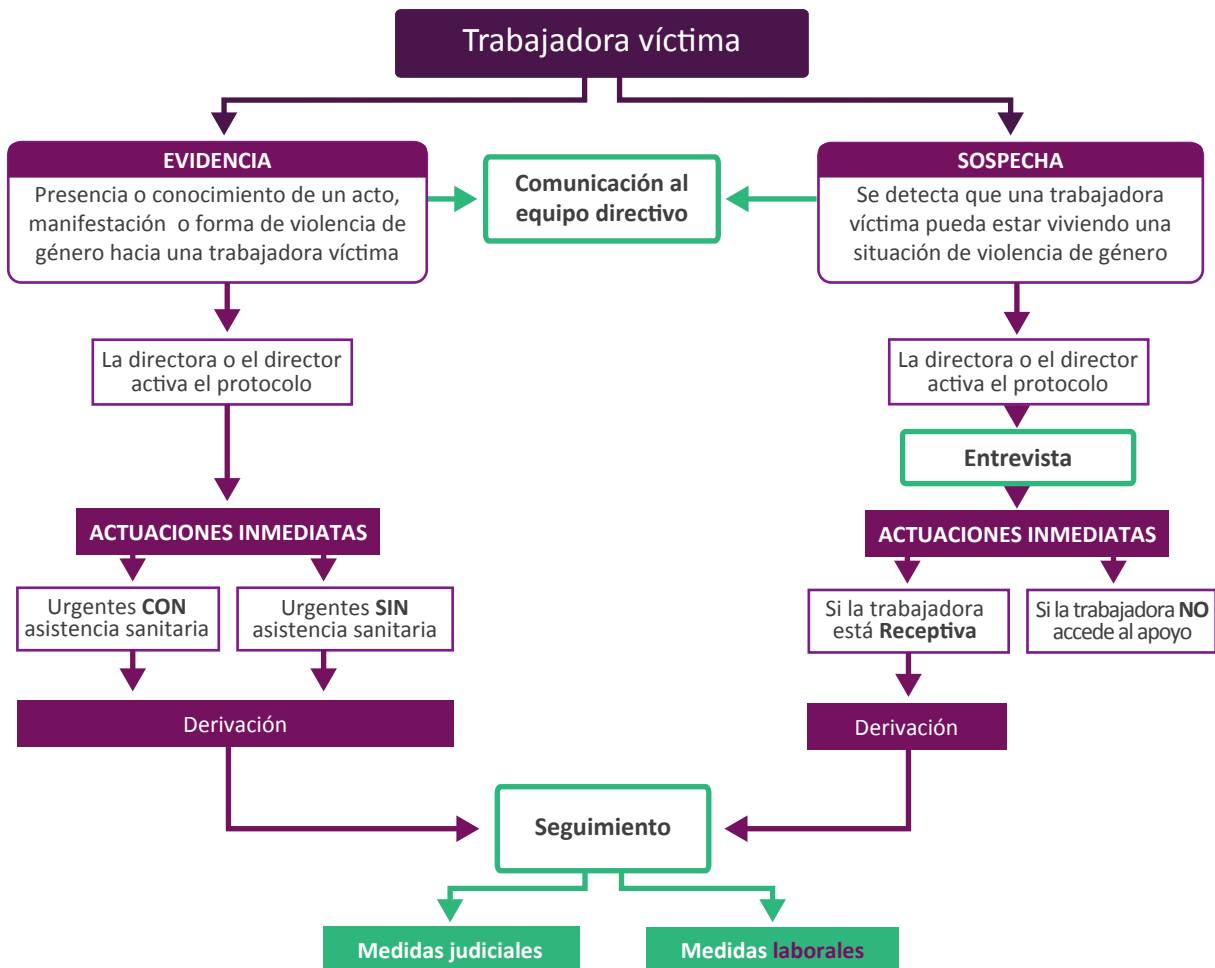 Trabajadora víctima
EVIDENCIA
Presencia o conocimiento de un acto,
manifestación o forma de violencia de
género hacia una trabajadora víctima
Comunicación al
equipo directivo
SOSPECHA
Se detecta que una trabajadora
víctima pueda estar viviendo una
situación de violencia de género
La directora o el director
activa el protocolo
La directora o el director
activa el protocolo
Entrevista
ACTUACIONES INMEDIATAS
ACTUACIONES INMEDIATAS
Urgentes CON
asistencia sanitaria
Urgentes SIN
asistencia sanitaria
Si la trabajadora
está Receptiva
Si la trabajadora NO
accede al apoyo
Derivación
Derivación
Seguimiento
Medidas judiciales
Medidas laborales